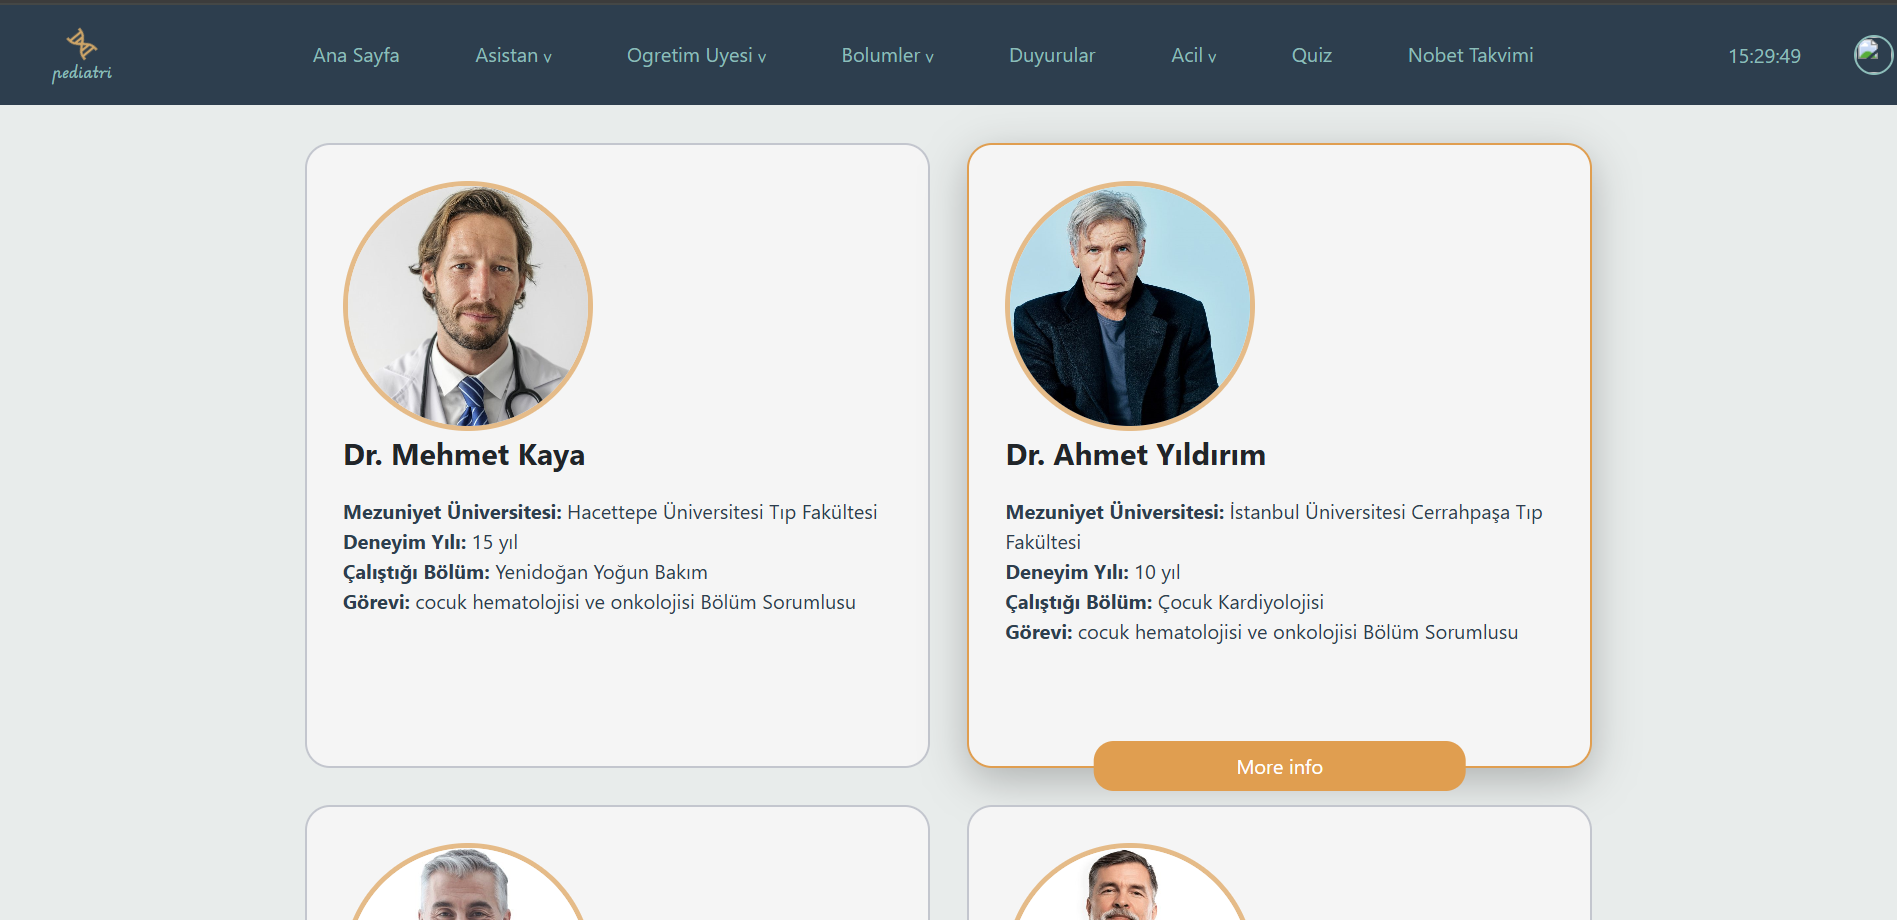 pediatri
Ana Sayfa
Asistan v
Ogretim Uyesi v
Bolumler v
Duyurular
Acil v
Quiz
Nobet Takvimi
15:29:49
Dr. Mehmet Kaya
Mezuniyet Üniversitesi: Hacettepe Üniversitesi Tıp Fakültesi
Deneyim Yılı: 15 yıl
Çalıştığı Bölüm: Yenidoğan Yoğun Bakım
Görevi: cocuk hematolojisi ve onkolojisi Bölüm Sorumlusu
Dr. Ahmet Yıldırım
Mezuniyet Üniversitesi: İstanbul Üniversitesi Cerrahpaşa Tıp
Fakültesi
Deneyim Yılı: 10 yıl
Çalıştığı Bölüm: Çocuk Kardiyolojisi
Görevi: cocuk hematolojisi ve onkolojisi Bölüm Sorumlusu
More info